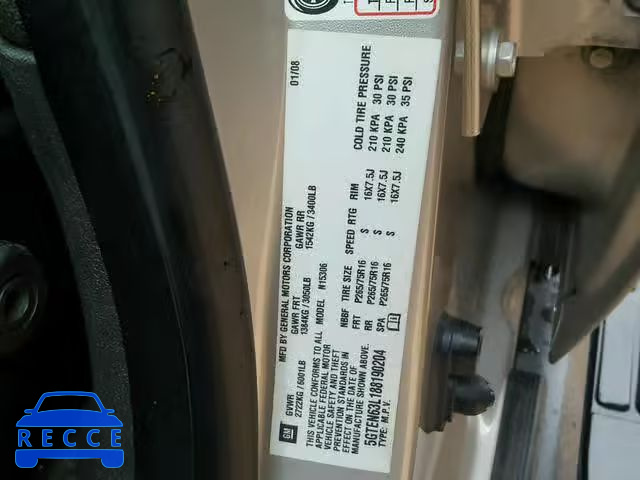 MFD BY GENERAL MOTORS CORPORATION
01/08
GVWR
GAWR FRT
GAWR RR
2722KG / 6001LB
1384KG / 3050LB
1542KG / 3400LB
THIS VEHICLE CONFORMS TO ALL
APPLICABLE FEDERAL MOTOR
VEHICLE SAFETY AND THEFT
PREVENTION STANDARDS IN
EFFECT ON THE DATE OF
MANUFACTURE SHOWN ABOVE.
5GTEN63L188190204
TYPE: M.P.V.
MODEL N15306
NBBF TIRE SIZE SPEED RTG RIM COLD TIRE PRESSURE
FRT P265/75R16 S 16X7.5J 210 KPA 30 PSI
RR P265/75R16 S 16X7.5J 210 KPA 30 PSI
SPA P265/75R16 S 16X7.5J 240 KPA 35 PSI
GM
RECCE